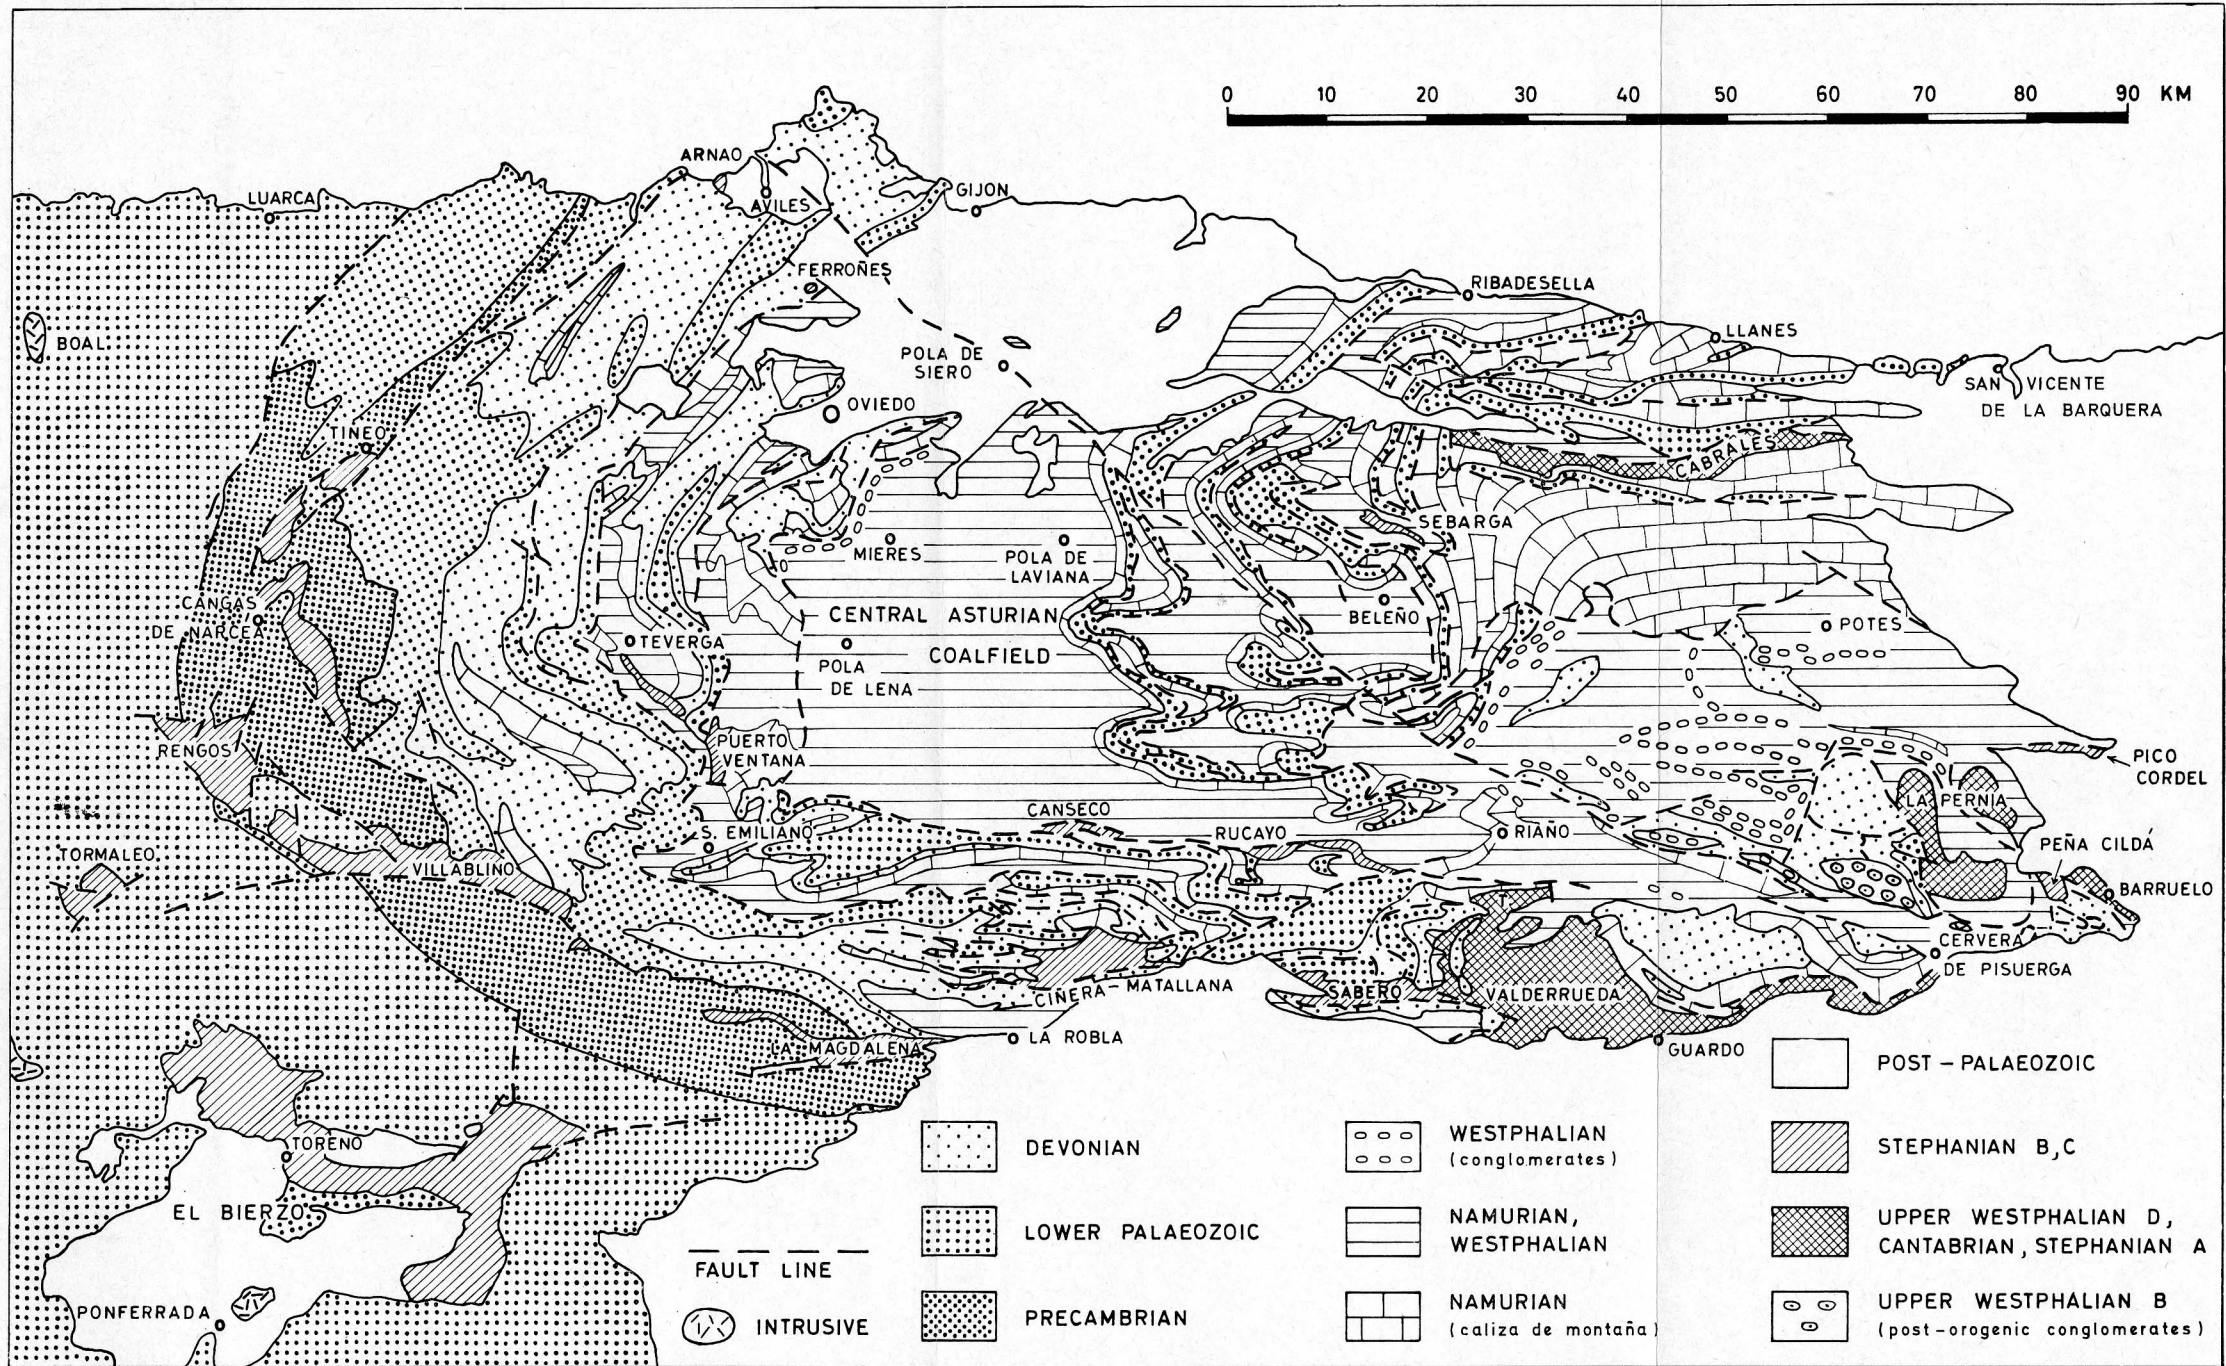 0 10 20 30 40 50 60 70 80 90 KM
ARNAO
LUARCA
AVILES
GIJON
FERROÑES
RIBADESELLA
BOAL
LLANES
POLA DE
SIERO
SAN VICENTE
DE LA BARQUERA
OVIEDO
TINEO
CABRALES
SEBARGA
MIERES
POLA DE
LAVIANA
CANGAS
DE NARCEA
CENTRAL ASTURIAN
COALFIELD
BELEÑO
POTES
TEVERGA
POLA
DE LENA
RENGOS
PUERTO
VENTANA
PICO
CORDEL
LA PERNIA
CANSECO
S. EMILIANO
RUCAYO
RIAÑO
PEÑA CILDÁ
TORMALEO
VILLABLINO
BARRUELO
T
CERVERA
DE PISUERGA
CIÑERA-MATALLANA
SABERO
VALDERRUEDA
LA MAGDALENA
LA ROBLA
GUARDO
TORENO
EL BIERZO
PONFERRADA
FAULT LINE
INTRUSIVE
DEVONIAN
LOWER PALAEOZOIC
PRECAMBRIAN
WESTPHALIAN
(conglomerates)
NAMURIAN,
WESTPHALIAN
NAMURIAN
(caliza de montaña)
POST-PALAEOZOIC
STEPHANIAN B,C
UPPER WESTPHALIAN D,
CANTABRIAN, STEPHANIAN A
UPPER WESTPHALIAN B
(post-orogenic conglomerates)